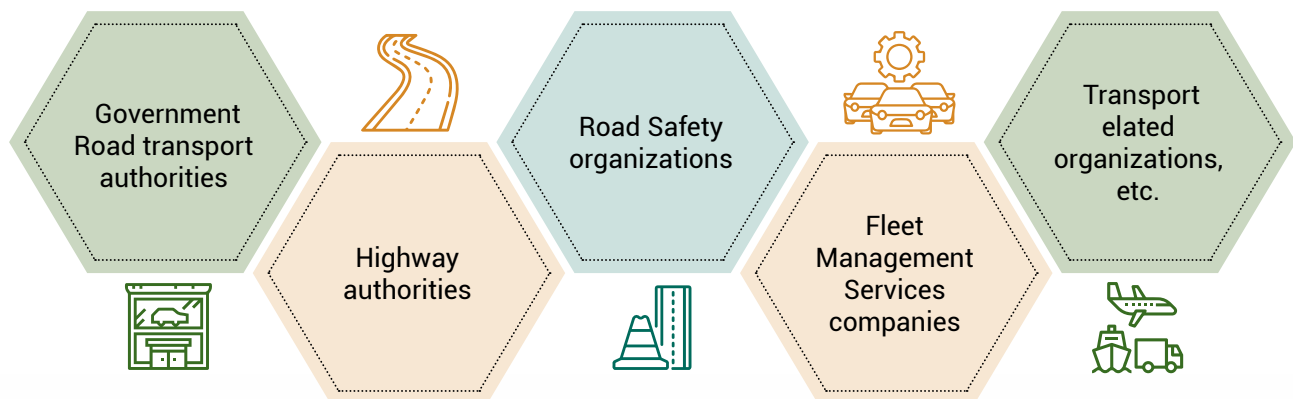 Government
Road transport
authorities
Highway
authorities
Road Safety
organizations
Fleet
Management
Services
companies
Transport
elated
organizations,
etc.